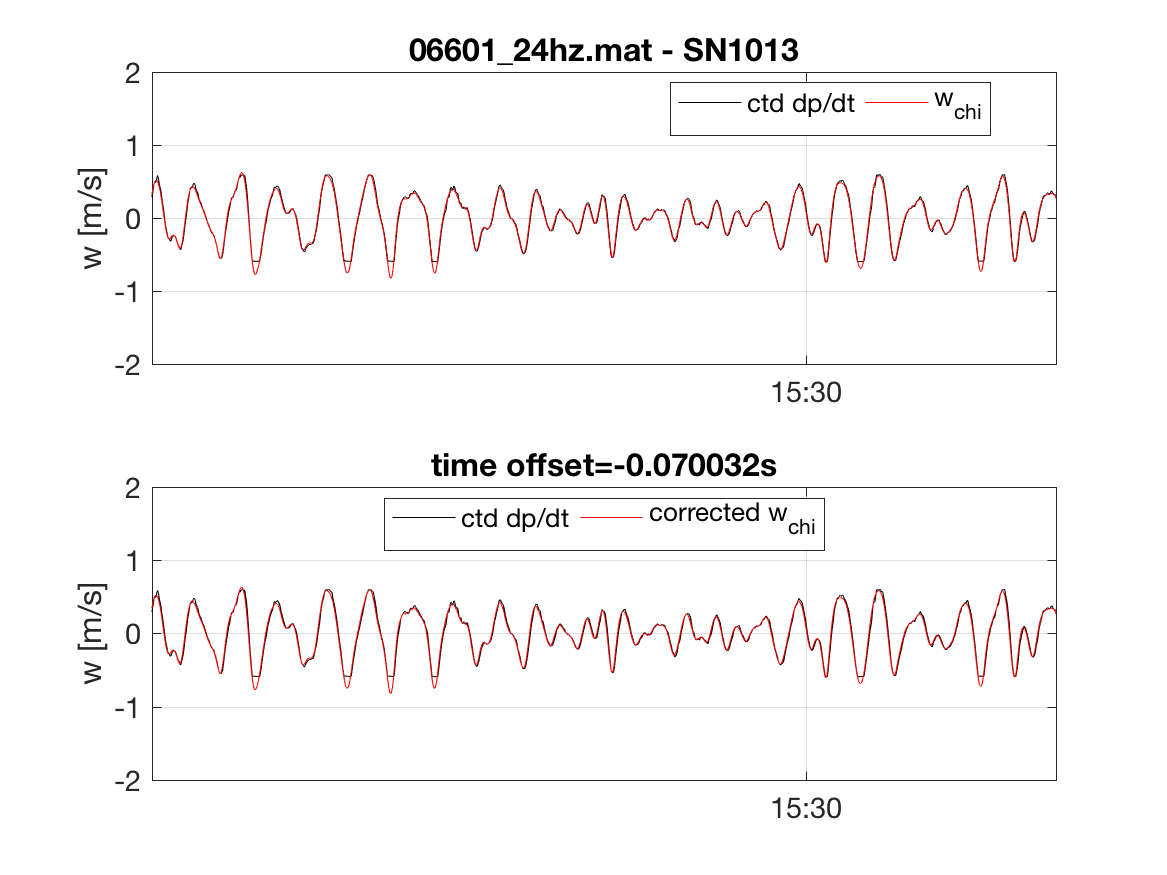 06601_24hz.mat - SN1013
ctd dp/dt w_chi
2
1
0
-1
-2
w [m/s]
15:30
time offset=-0.070032s
ctd dp/dt corrected w_chi
2
1
0
-1
-2
w [m/s]
15:30